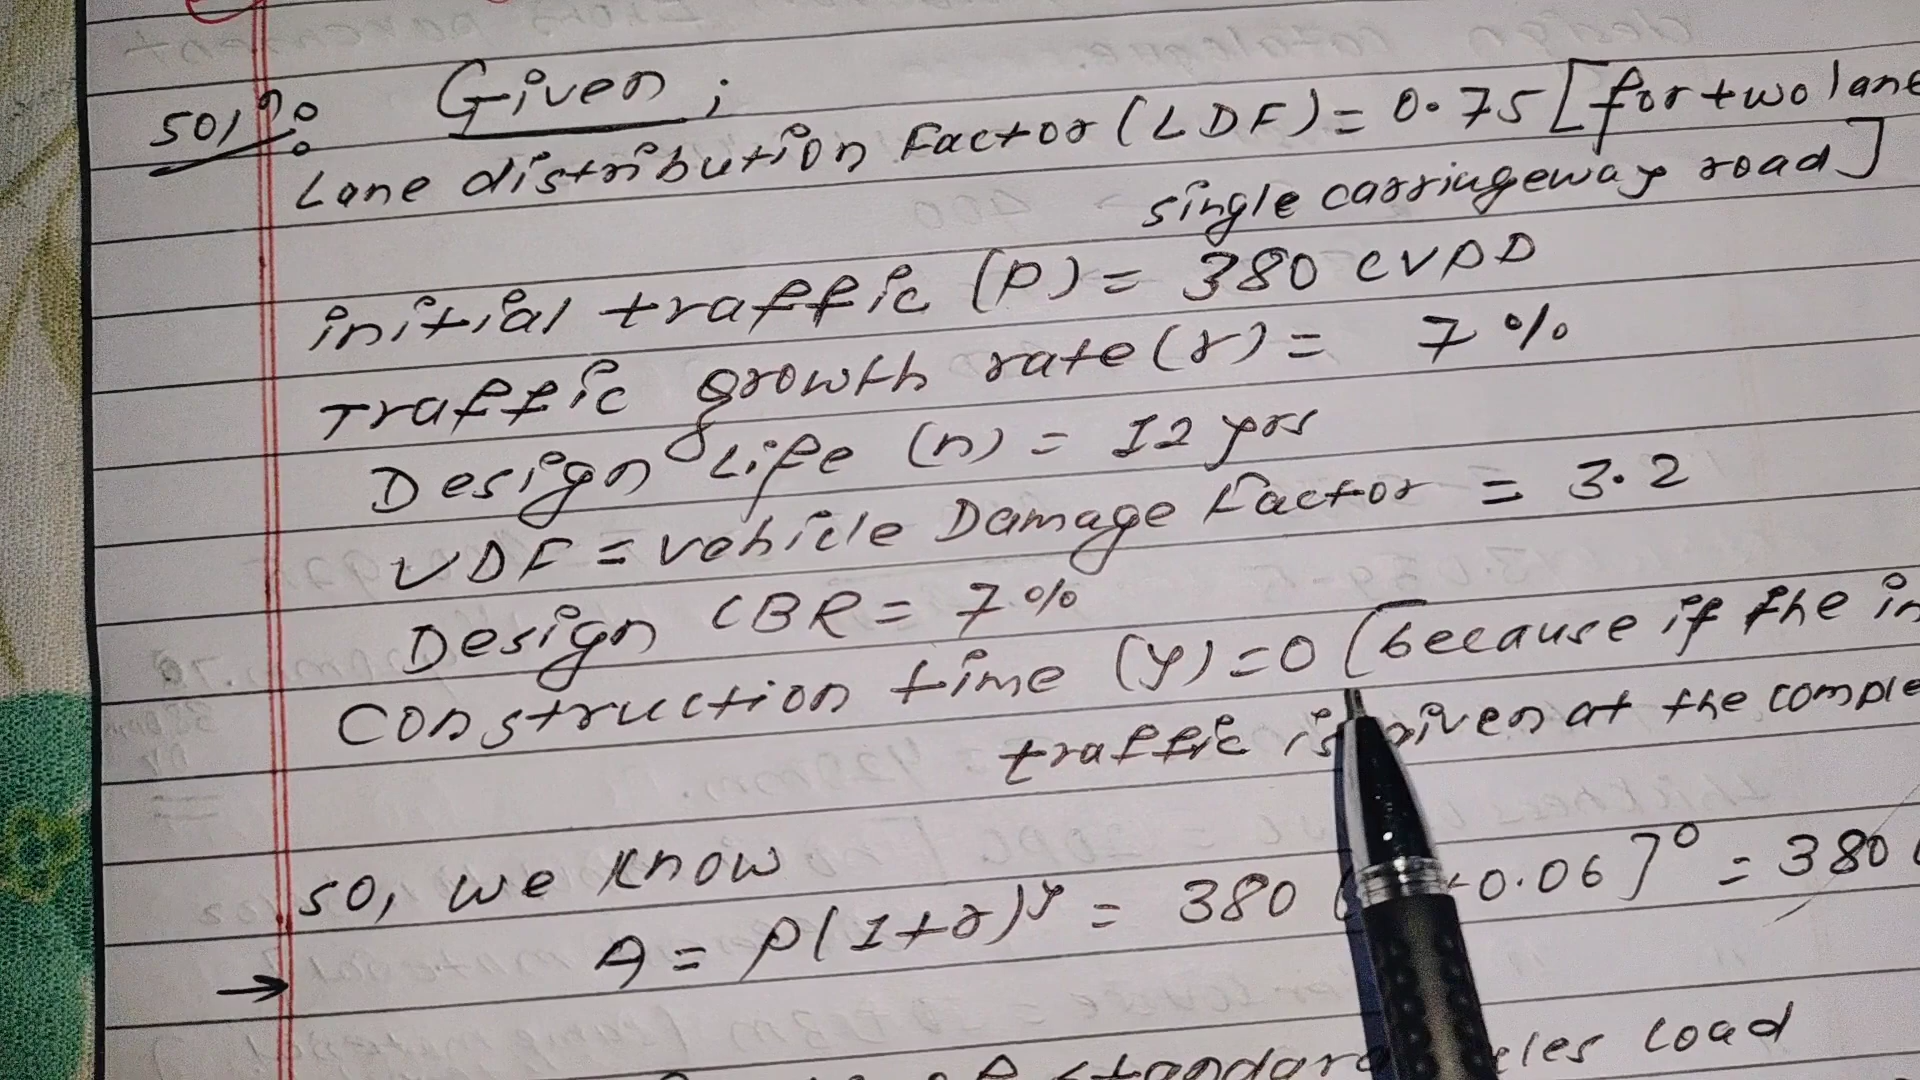 Soln:
Given;
Lane distribution Factor (LDF) = 0.75 [for two lane
single carriageway road]
initial traffic (P) = 380 CVPD
Traffic growth rate (r) = 7%
Design Life (n) = 12 yrs
VDF = vehicle Damage Factor = 3.2
Design CBR = 7%
Construction time (y) = 0 (because if the in
traffic is given at the comple
so, we know
→ A = P(1+r)^y = 380 0.06]^0 = 380
standard load